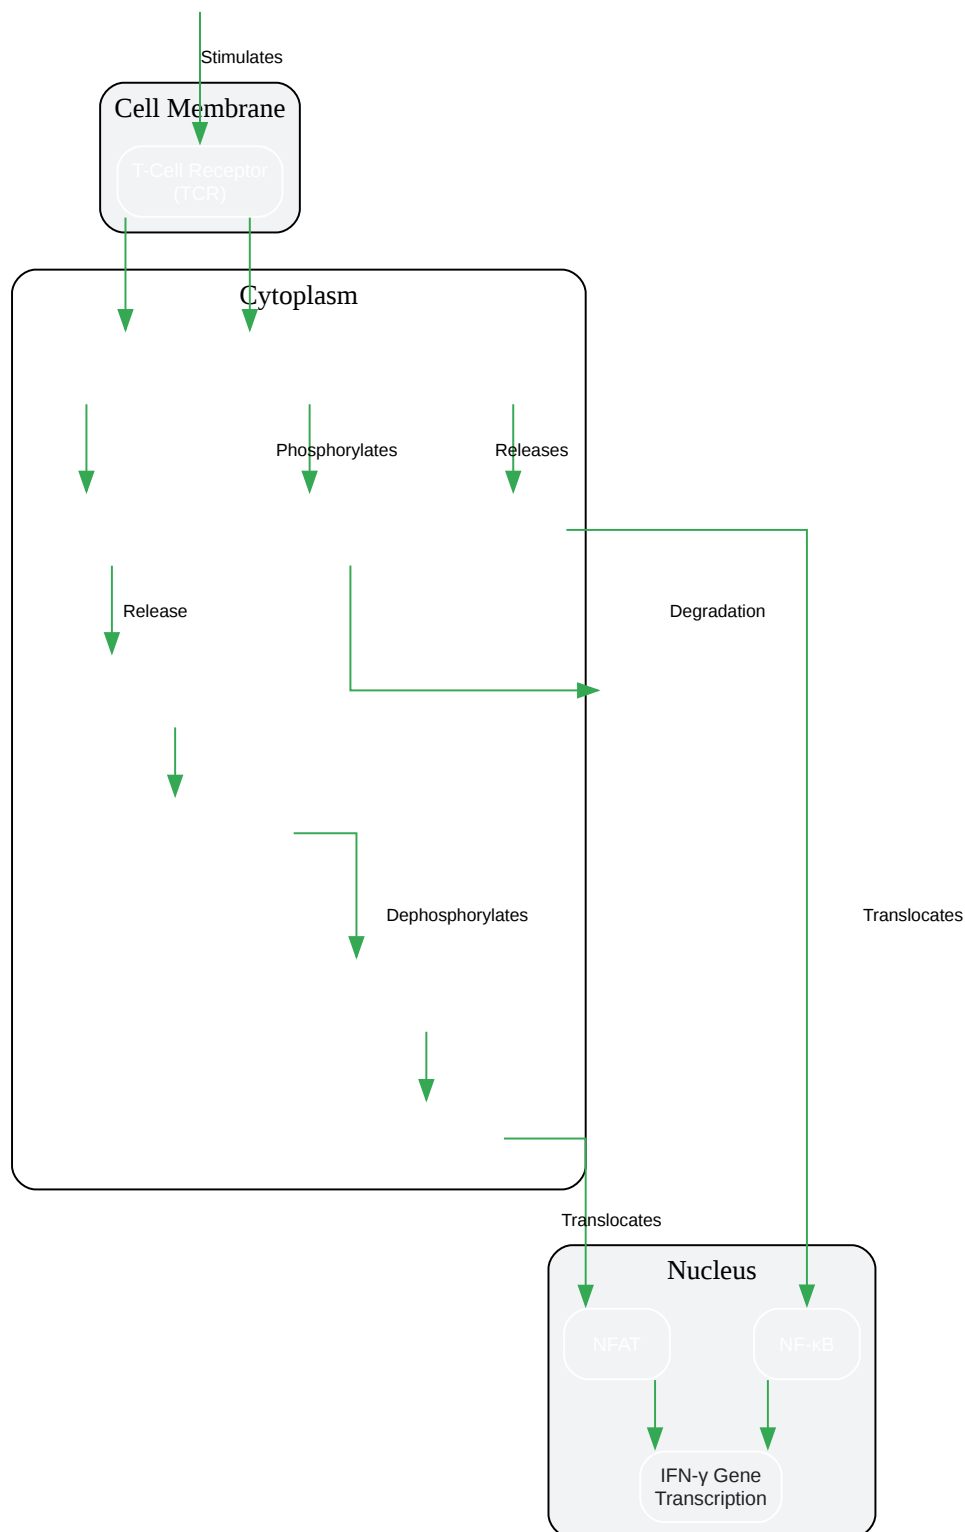 Stimulates
Cell Membrane
T-Cell Receptor
(TCR)
Cytoplasm
Phosphorylates
Releases
Release
Degradation
Dephosphorylates
Translocates
Translocates
Nucleus
NFAT
NF-κB
IFN-γ Gene
Transcription